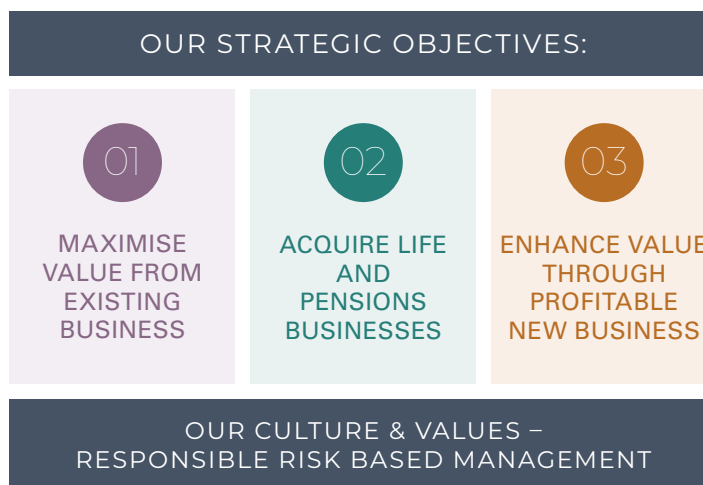 OUR STRATEGIC OBJECTIVES:
01
MAXIMISE
VALUE FROM
EXISTING
BUSINESS
02
ACQUIRE LIFE
AND
PENSIONS
BUSINESSES
03
ENHANCE VALUE
THROUGH
PROFITABLE
NEW BUSINESS
OUR CULTURE & VALUES –
RESPONSIBLE RISK BASED MANAGEMENT